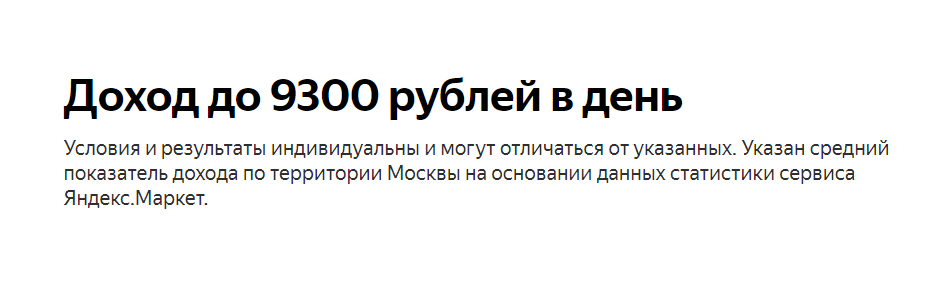 Доход до 9300 рублей в день
Условия и результаты индивидуальны и могут отличаться от указанных. Указан средний
показатель дохода по территории Москвы на основании данных статистики сервиса
Яндекс.Маркет.